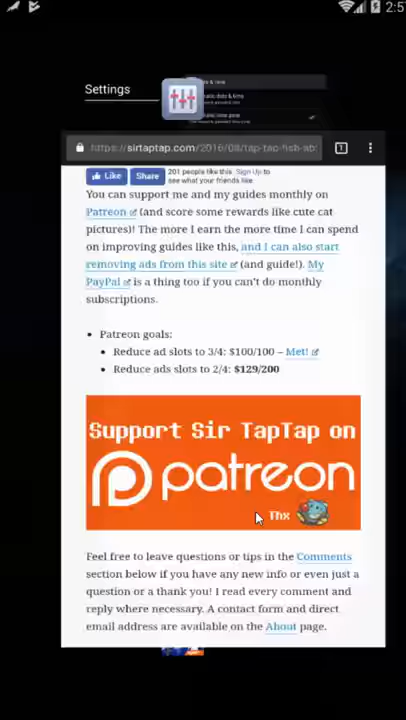 2:5
Settings
https://sirtaptap.com/2016/08/tap-tap-fish-ab
1
Like
Share
201 people like this. Sign Up to
see what your friends like.
You can support me and my guides monthly on
Patreon (and score some rewards like cute cat
pictures)! The more I earn the more time I can spend
on improving guides like this, and I can also start
removing ads from this site (and guide!). My
PayPal is a thing too if you can't do monthly
subscriptions.
• Patreon goals:
• Reduce ad slots to 3/4: $100/100 – Met!
• Reduce ads slots to 2/4: $129/200
Support Sir TapTap on
patreon
Thx
Feel free to leave questions or tips in the Comments
section below if you have any new info or even just a
question or a thank you! I read every comment and
reply where necessary. A contact form and direct
email address are available on the About page.